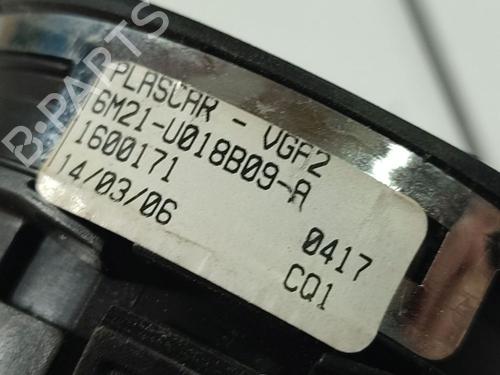 B-PARTS
PLASCAR - VGF2
6M21-U018B09-A
1600171
14/03/06
0417
CQ1